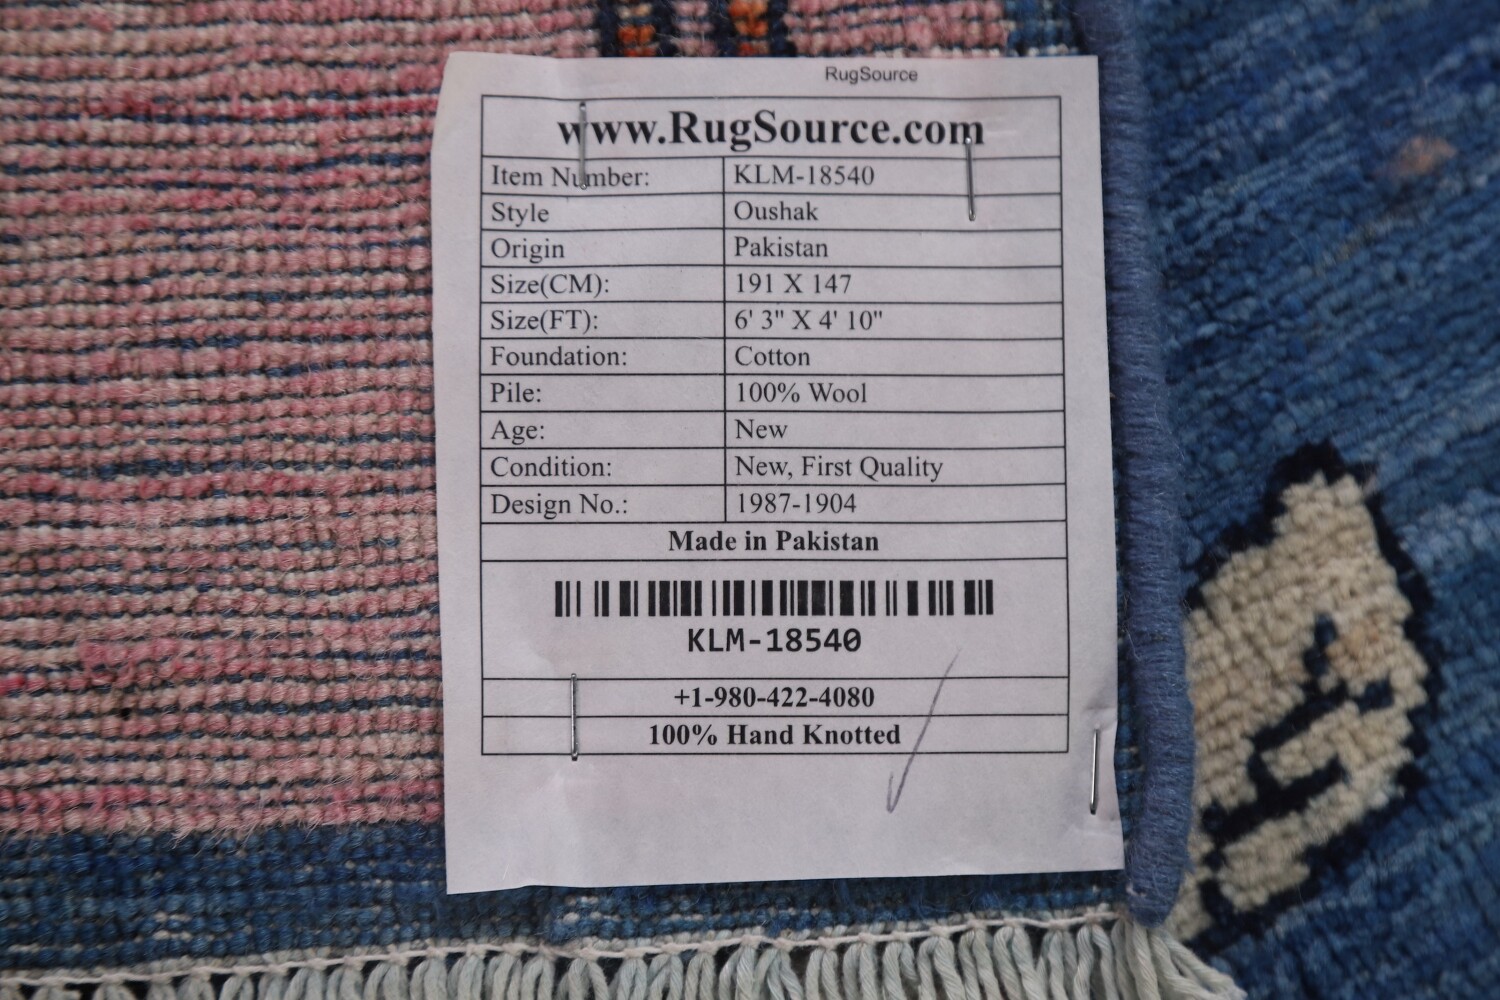 RugSource
www.RugSource.com
Item Number: KLM-18540
Style Oushak
Origin Pakistan
Size(CM): 191 X 147
Size(FT): 6' 3" X 4' 10"
Foundation: Cotton
Pile: 100% Wool
Age: New
Condition: New, First Quality
Design No.: 1987-1904
Made in Pakistan
KLM-18540
+1-980-422-4080
100% Hand Knotted